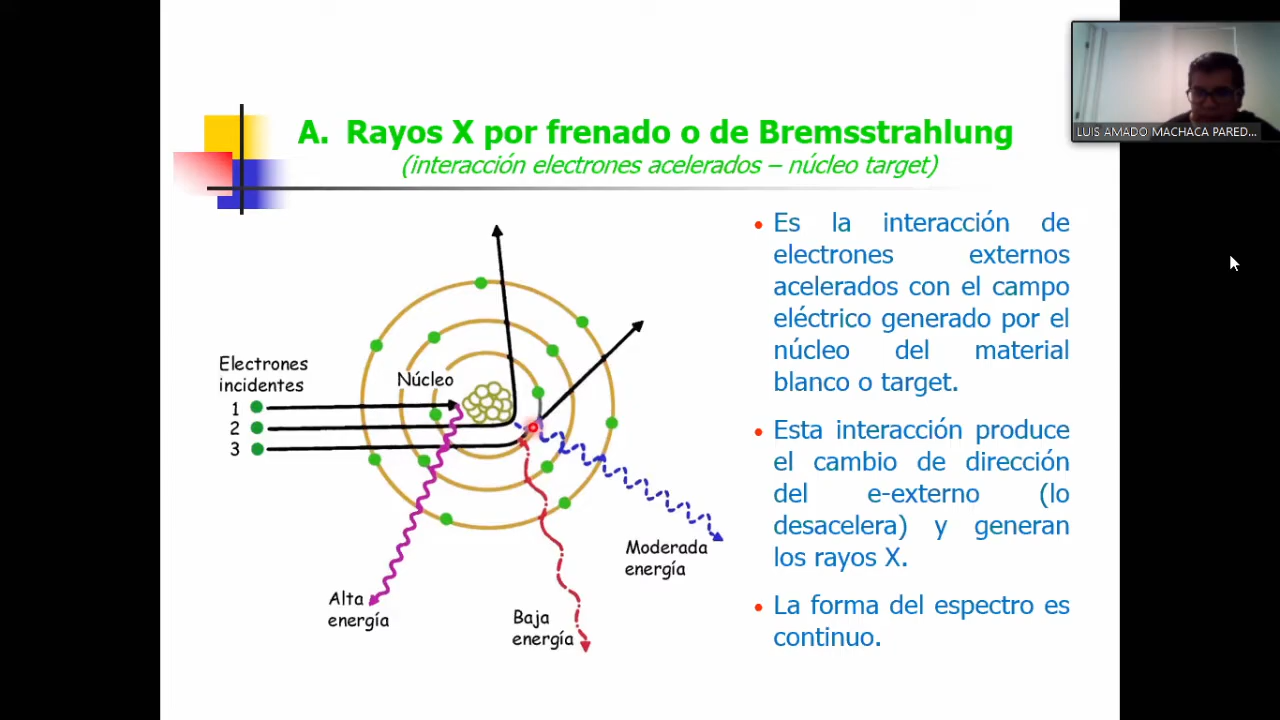 LUIS AMADO MACHACA PARED...
A. Rayos X por frenado o de Bremsstrahlung
(interacción electrones acelerados – núcleo target)
Electrones
incidentes
1
2
3
Núcleo
Alta
energía
Baja
energía
Moderada
energía
• Es la interacción de
electrones externos
acelerados con el campo
eléctrico generado por el
núcleo del material
blanco o target.
• Esta interacción produce
el cambio de dirección
del e-externo (lo
desacelera) y generan
los rayos X.
• La forma del espectro es
continuo.